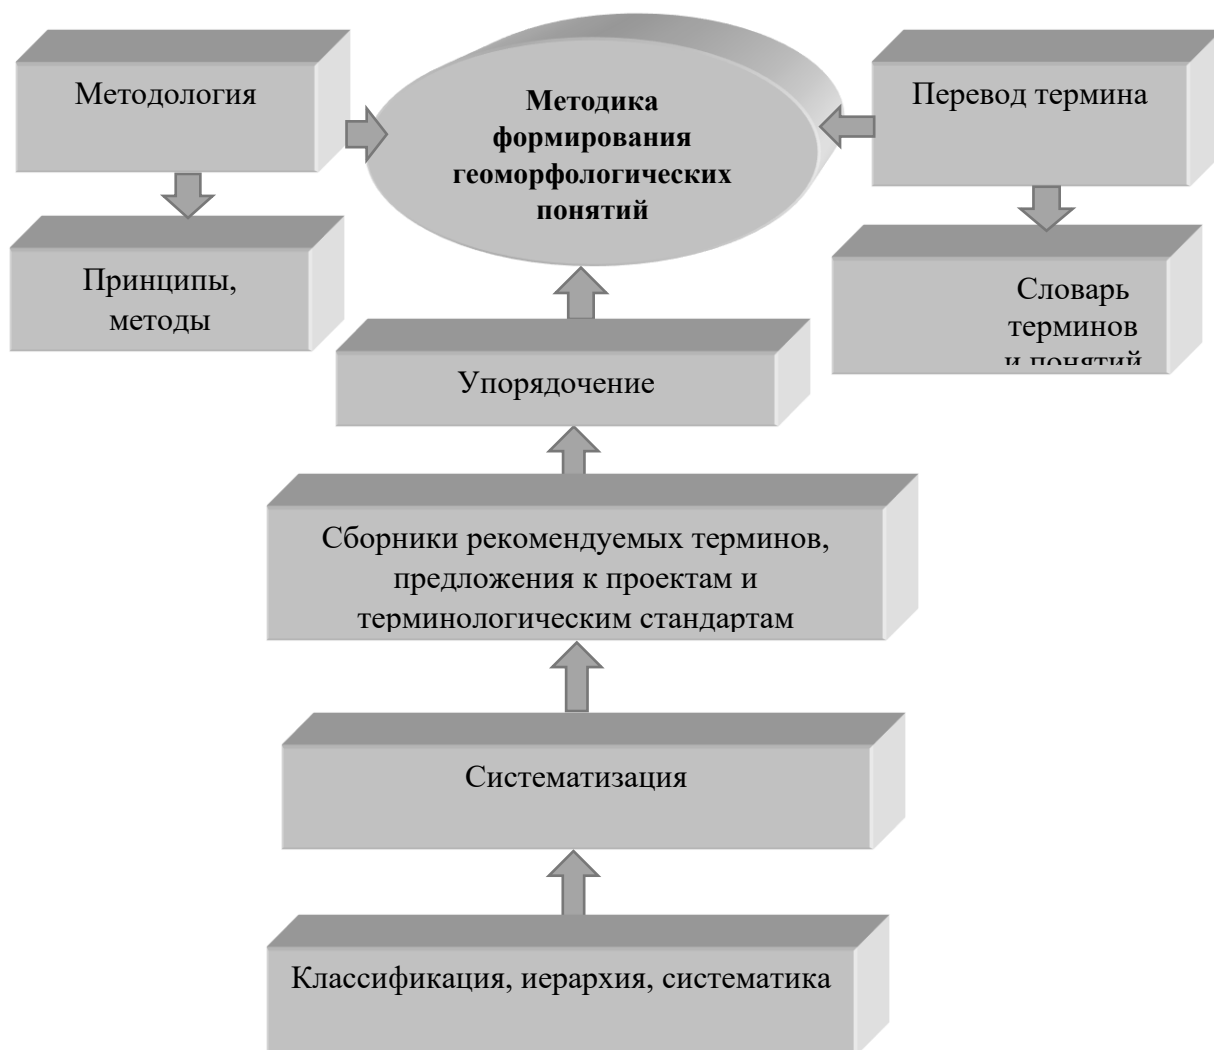 Методология
Методика
формирования
геоморфологических
понятий
Перевод термина
Принципы,
методы
Словарь
терминов
и понятий
Упорядочение
Сборники рекомендуемых терминов,
предложения к проектам и
терминологическим стандартам
Систематизация
Классификация, иерархия, систематика